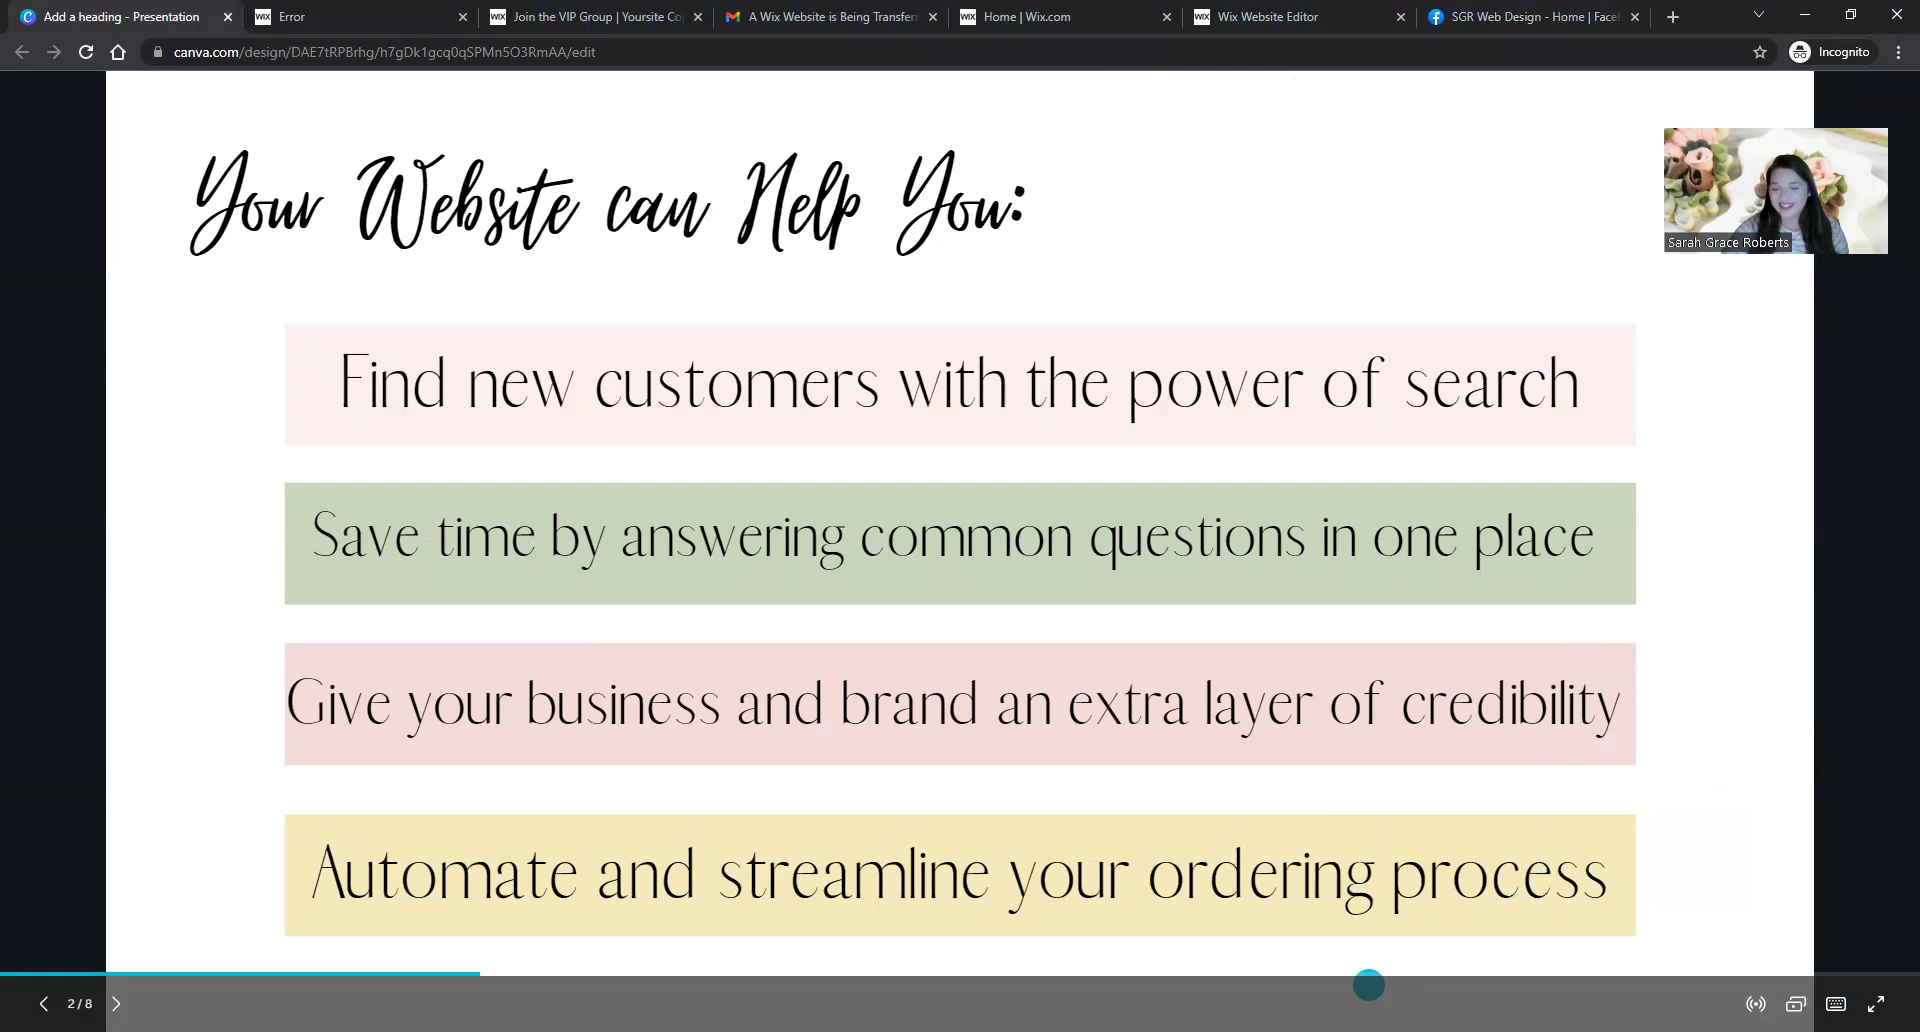 Add a heading - Presentation
Error
Join the VIP Group | Yoursite Co
A Wix Website is Being Transfer
Home | Wix.com
Wix Website Editor
SGR Web Design - Home | Face
canva.com/design/DAE7tRPBrhg/h7gDk1gcq0qSPMn5O3RmAA/edit
Incognito
Your Website can Help You:
Sarah Grace Roberts
Find new customers with the power of search
Save time by answering common questions in one place
Give your business and brand an extra layer of credibility
Automate and streamline your ordering process
2 / 8